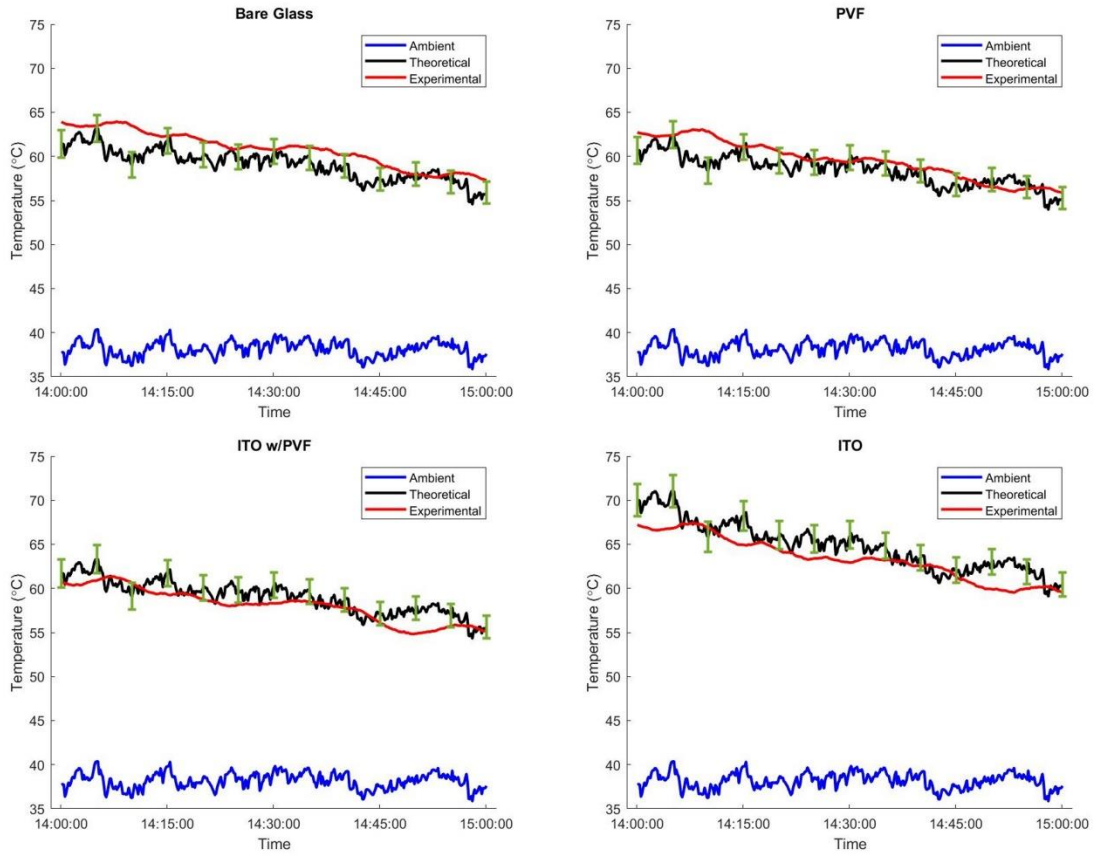 Bare Glass
Temperature (°C)
75
70
65
60
55
50
45
40
35
Ambient
Theoretical
Experimental
14:00:00 14:15:00 14:30:00 14:45:00 15:00:00
Time
PVF
Temperature (°C)
75
70
65
60
55
50
45
40
35
Ambient
Theoretical
Experimental
14:00:00 14:15:00 14:30:00 14:45:00 15:00:00
Time
ITO w/PVF
Temperature (°C)
75
70
65
60
55
50
45
40
35
Ambient
Theoretical
Experimental
14:00:00 14:15:00 14:30:00 14:45:00 15:00:00
Time
ITO
Temperature (°C)
75
70
65
60
55
50
45
40
35
Ambient
Theoretical
Experimental
14:00:00 14:15:00 14:30:00 14:45:00 15:00:00
Time